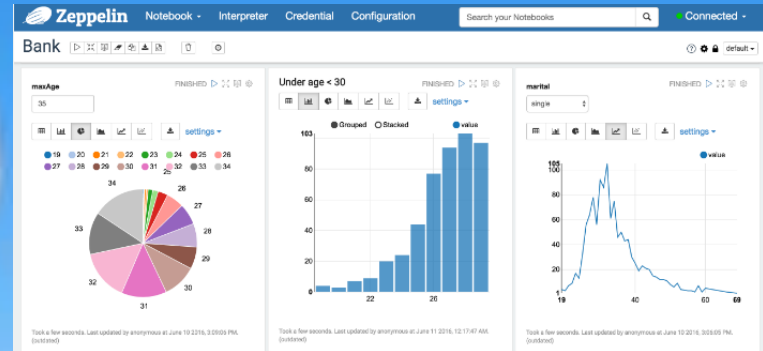 Zeppelin Notebook Interpreter Credential Configuration Search your Notebooks Connected
Bank default
maxAge FINISHED
35
settings
19 20 21 22 23 24 25 26
27 28 29 30 31 32 33 34
25
34 26
27
33 28
29
32 30
31
Took a few seconds. Last updated by anonymous at June 10 2016, 3:09:06 PM.
(outdated)
Under age < 30 FINISHED
settings
Grouped Stacked value
103
80
60
40
20
0
22 26
Took a few seconds. Last updated by anonymous at June 11 2016, 12:17:47 AM.
(outdated)
marital FINISHED
single
settings
value
105
100
80
60
40
20
1
19 40 60 69
Took a few seconds. Last updated by anonymous at June 10 2016, 3:06:05 PM.
(outdated)